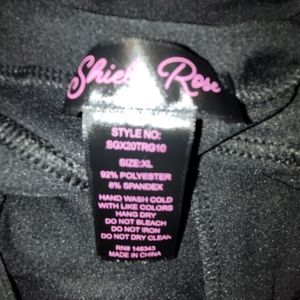 Shiela Rose
STYLE NO:
SGX20TRG10
SIZE:XL
92% POLYESTER
8% SPANDEX
HAND WASH COLD
WITH LIKE COLORS
HANG DRY
DO NOT BLEACH
DO NOT IRON
DO NOT DRY CLEAN
RN# 148343
MADE IN CHINA